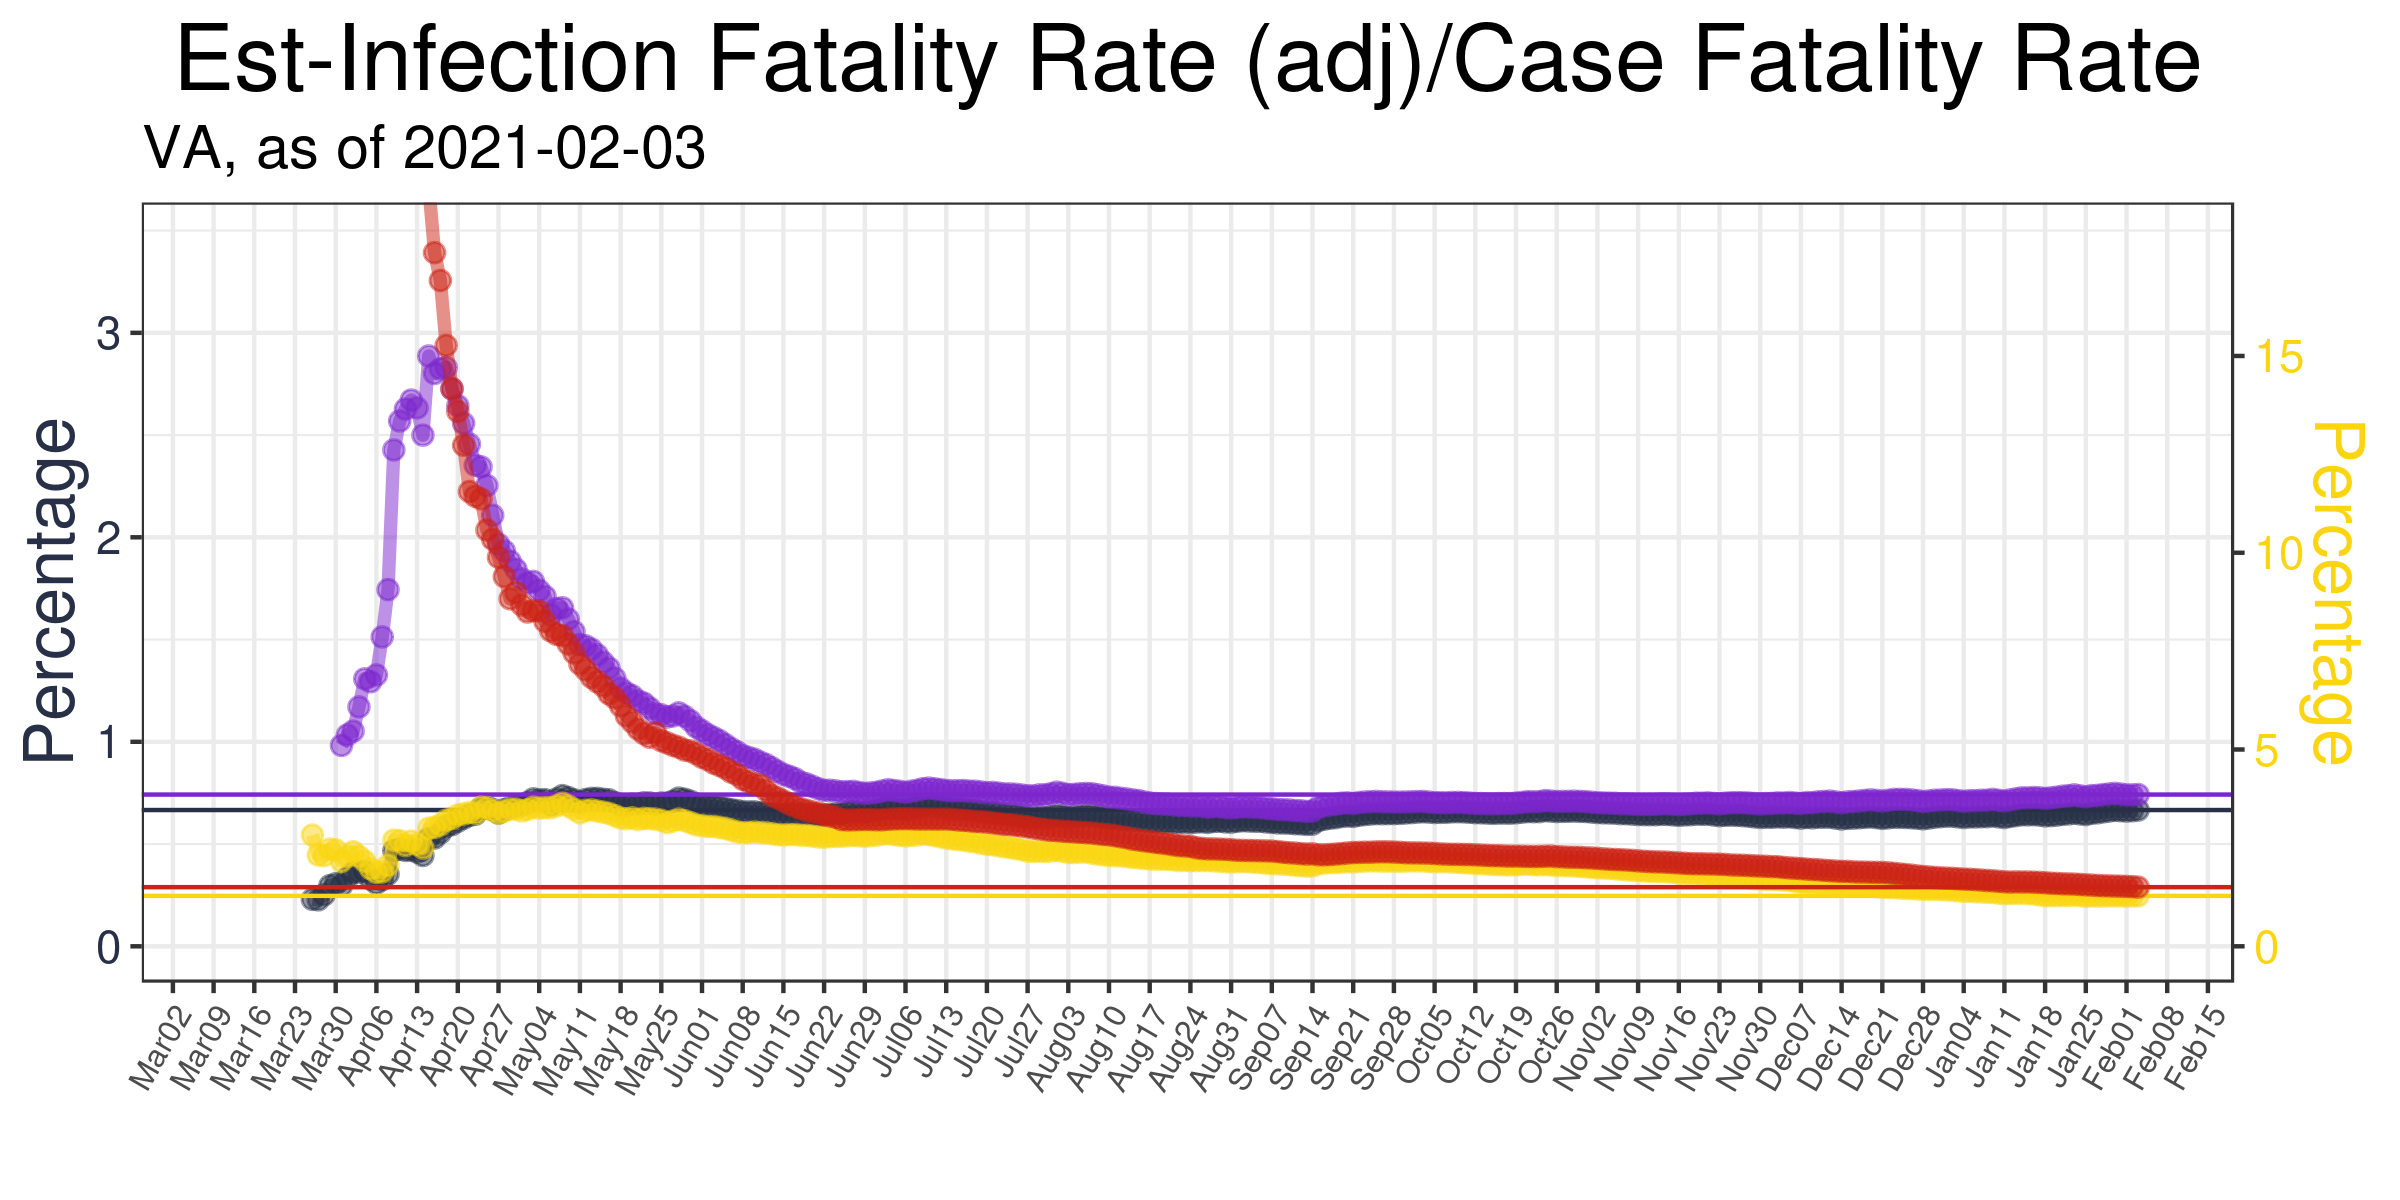 Est-Infection Fatality Rate (adj)/Case Fatality Rate
VA, as of 2021-02-03
Percentage
3
2
1
0
15
10
5
0
Percentage
Mar02
Mar09
Mar16
Mar23
Mar30
Apr06
Apr13
Apr20
Apr27
May04
May11
May18
May25
Jun01
Jun08
Jun15
Jun22
Jun29
Jul06
Jul13
Jul20
Jul27
Aug03
Aug10
Aug17
Aug24
Aug31
Sep07
Sep14
Sep21
Sep28
Oct05
Oct12
Oct19
Oct26
Nov02
Nov09
Nov16
Nov23
Nov30
Dec07
Dec14
Dec21
Dec28
Jan04
Jan11
Jan18
Jan25
Feb01
Feb08
Feb15